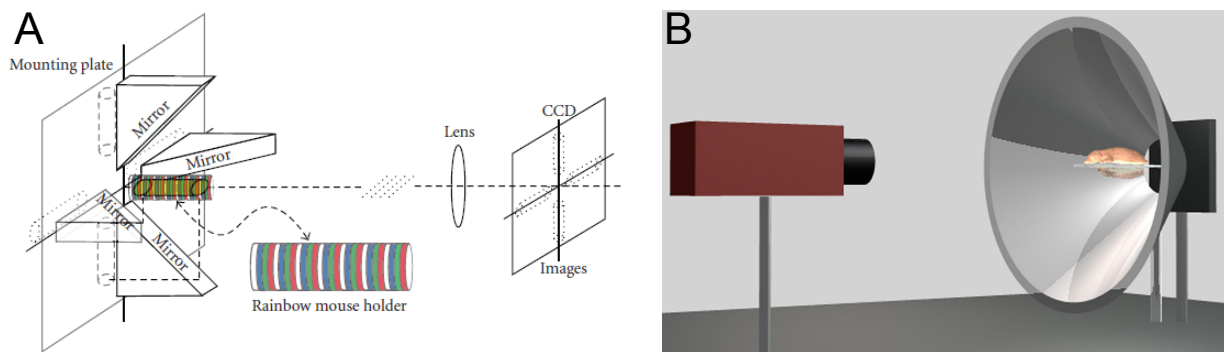 A
Mounting plate
Mirror
Mirror
Mirror
Mirror
Lens
CCD
Images
Rainbow mouse holder
B